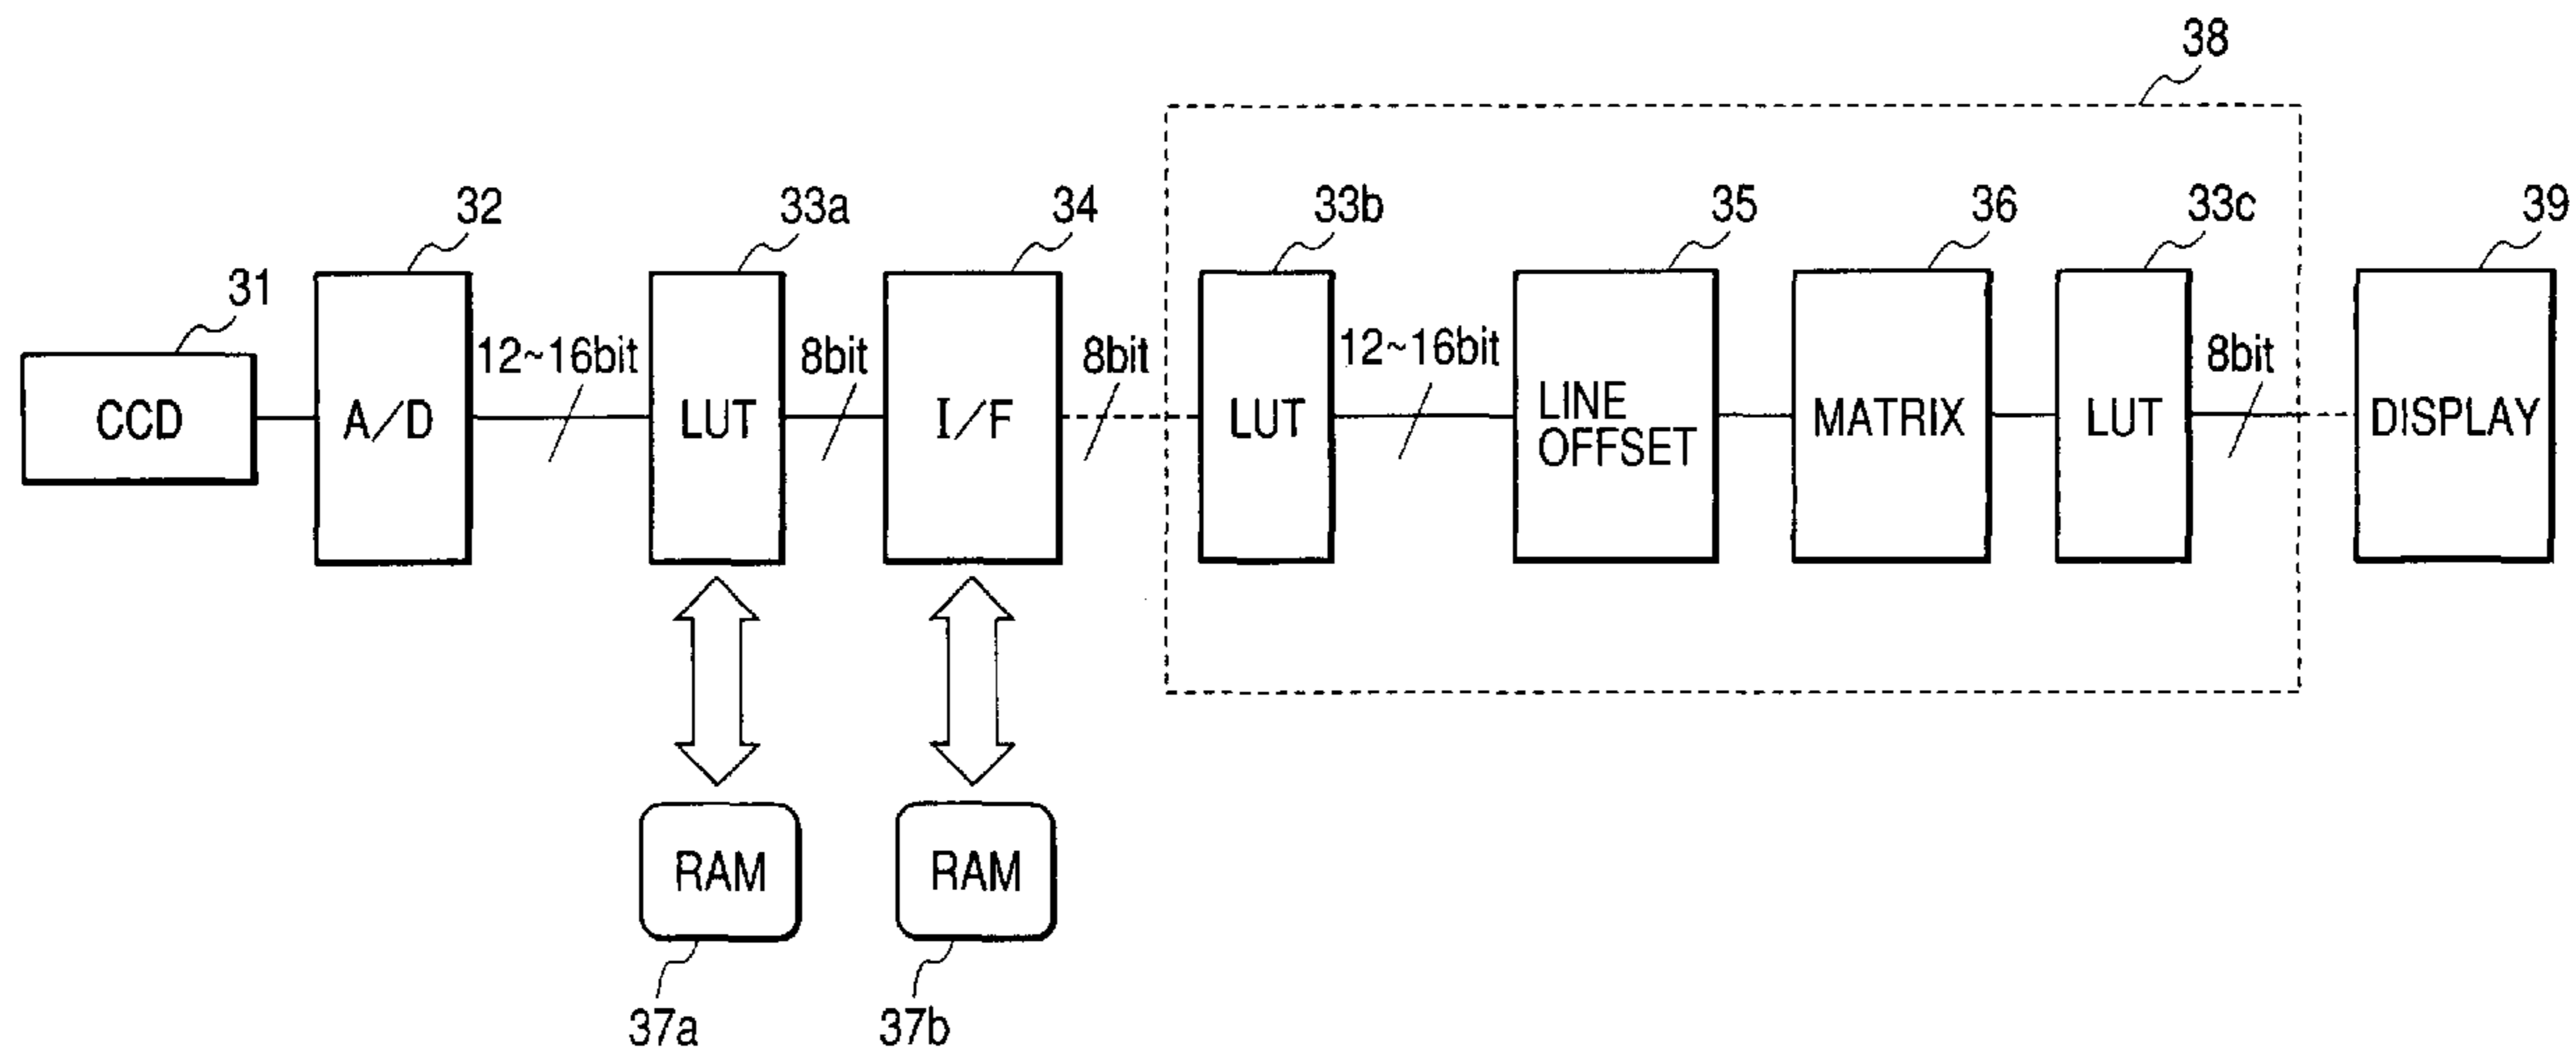 38
32
33a
34
33b
35
36
33c
39
31
12~16bit
8bit
8bit
12~16bit
8bit
CCD
A/D
LUT
I/F
LUT
LINE
OFFSET
MATRIX
LUT
DISPLAY
RAM
RAM
37a
37b